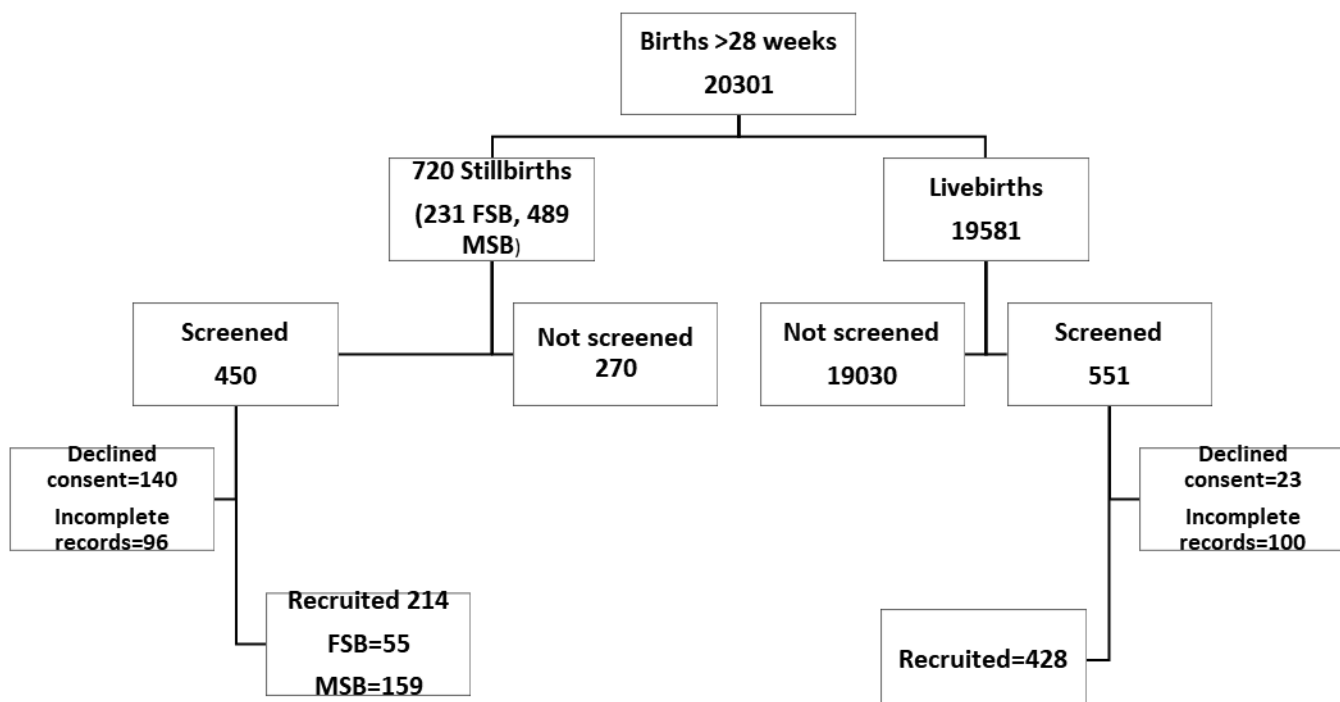 Births >28 weeks
20301
720 Stillbirths
(231 FSB, 489
MSB)
Livebirths
19581
Screened
450
Not screened
270
Not screened
19030
Screened
551
Declined
consent=140
Incomplete
records=96
Declined
consent=23
Incomplete
records=100
Recruited 214
FSB=55
MSB=159
Recruited=428